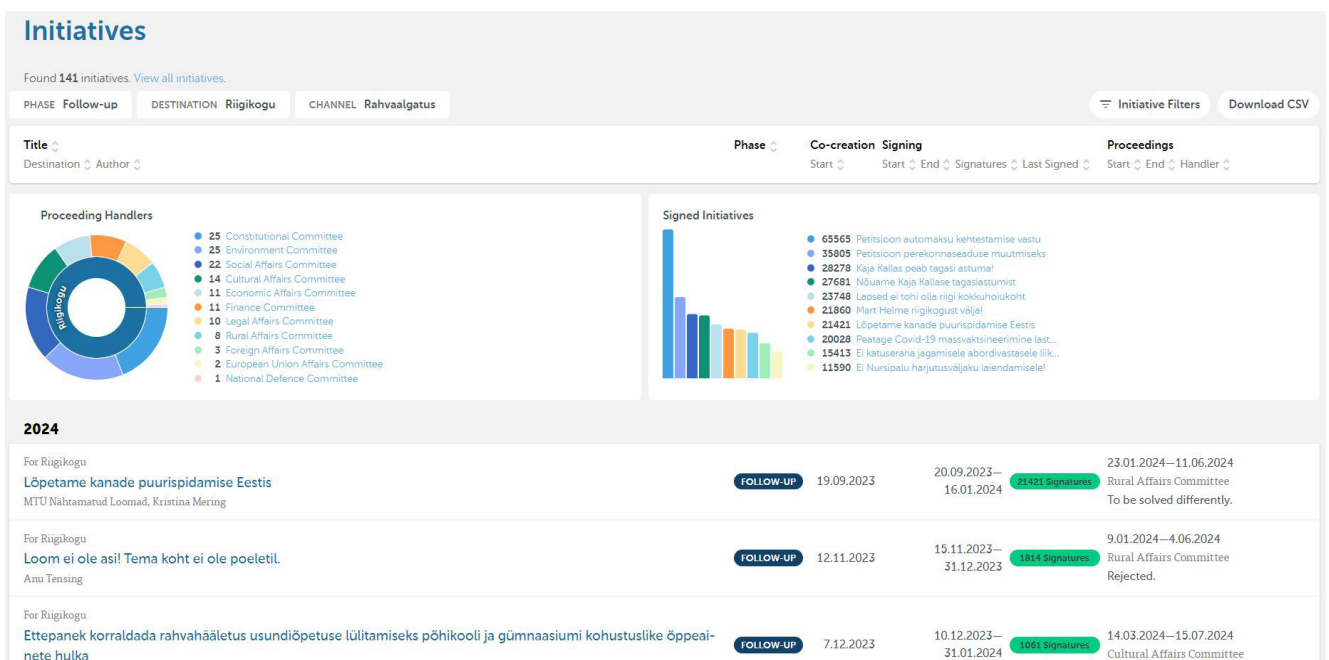 Initiatives
Found 141 initiatives. View all initiatives.
PHASE Follow-up DESTINATION Riigikogu CHANNEL Rahvaalgatus
Initiative Filters Download CSV
Title Phase Co-creation Signing Proceedings
Destination Author Start Start End Signatures Last Signed Start End Handler
Proceeding Handlers
Riigikogu
25 Constitutional Committee
25 Environment Committee
22 Social Affairs Committee
14 Cultural Affairs Committee
11 Economic Affairs Committee
11 Finance Committee
10 Legal Affairs Committee
8 Rural Affairs Committee
3 Foreign Affairs Committee
2 European Union Affairs Committee
1 National Defence Committee
Signed Initiatives
65565 Petitsioon automaksu kehtestamise vastu
35805 Petitsioon perekonnaseaduse muutmiseks
28278 Kaja Kallas peab tagasi astuma!
27681 Nõuame Kaja Kallase tagasiastumist
23748 Lapsed ei tohi olla riigi kokkuhoiukoht
21860 Mart Helme riigikogust välja!
21421 Lõpetame kanade puurispidamise Eestis
20028 Peatage Covid-19 massvaktsineerimine last...
15413 Ei katuseraha jagamisele abordivastasele liik...
11590 Ei Nursipalu harjutusväljaku laiendamisele!
2024
For Riigikogu
Lõpetame kanade puurispidamise Eestis
MTÜ Nähtamatud Loomad, Kristina Mering
FOLLOW-UP
19.09.2023
20.09.2023—
16.01.2024
21421 Signatures
23.01.2024—11.06.2024
Rural Affairs Committee
To be solved differently.
For Riigikogu
Loom ei ole asi! Tema koht ei ole poeletil.
Anu Tensing
FOLLOW-UP
12.11.2023
15.11.2023—
31.12.2023
1814 Signatures
9.01.2024—4.06.2024
Rural Affairs Committee
Rejected.
For Riigikogu
Ettepanek korraldada rahvahääletus usundiõpetuse lülitamiseks põhikooli ja gümnaasiumi kohustuslike õppeai-
nete hulka
FOLLOW-UP
7.12.2023
10.12.2023—
31.01.2024
1061 Signatures
14.03.2024—15.07.2024
Cultural Affairs Committee